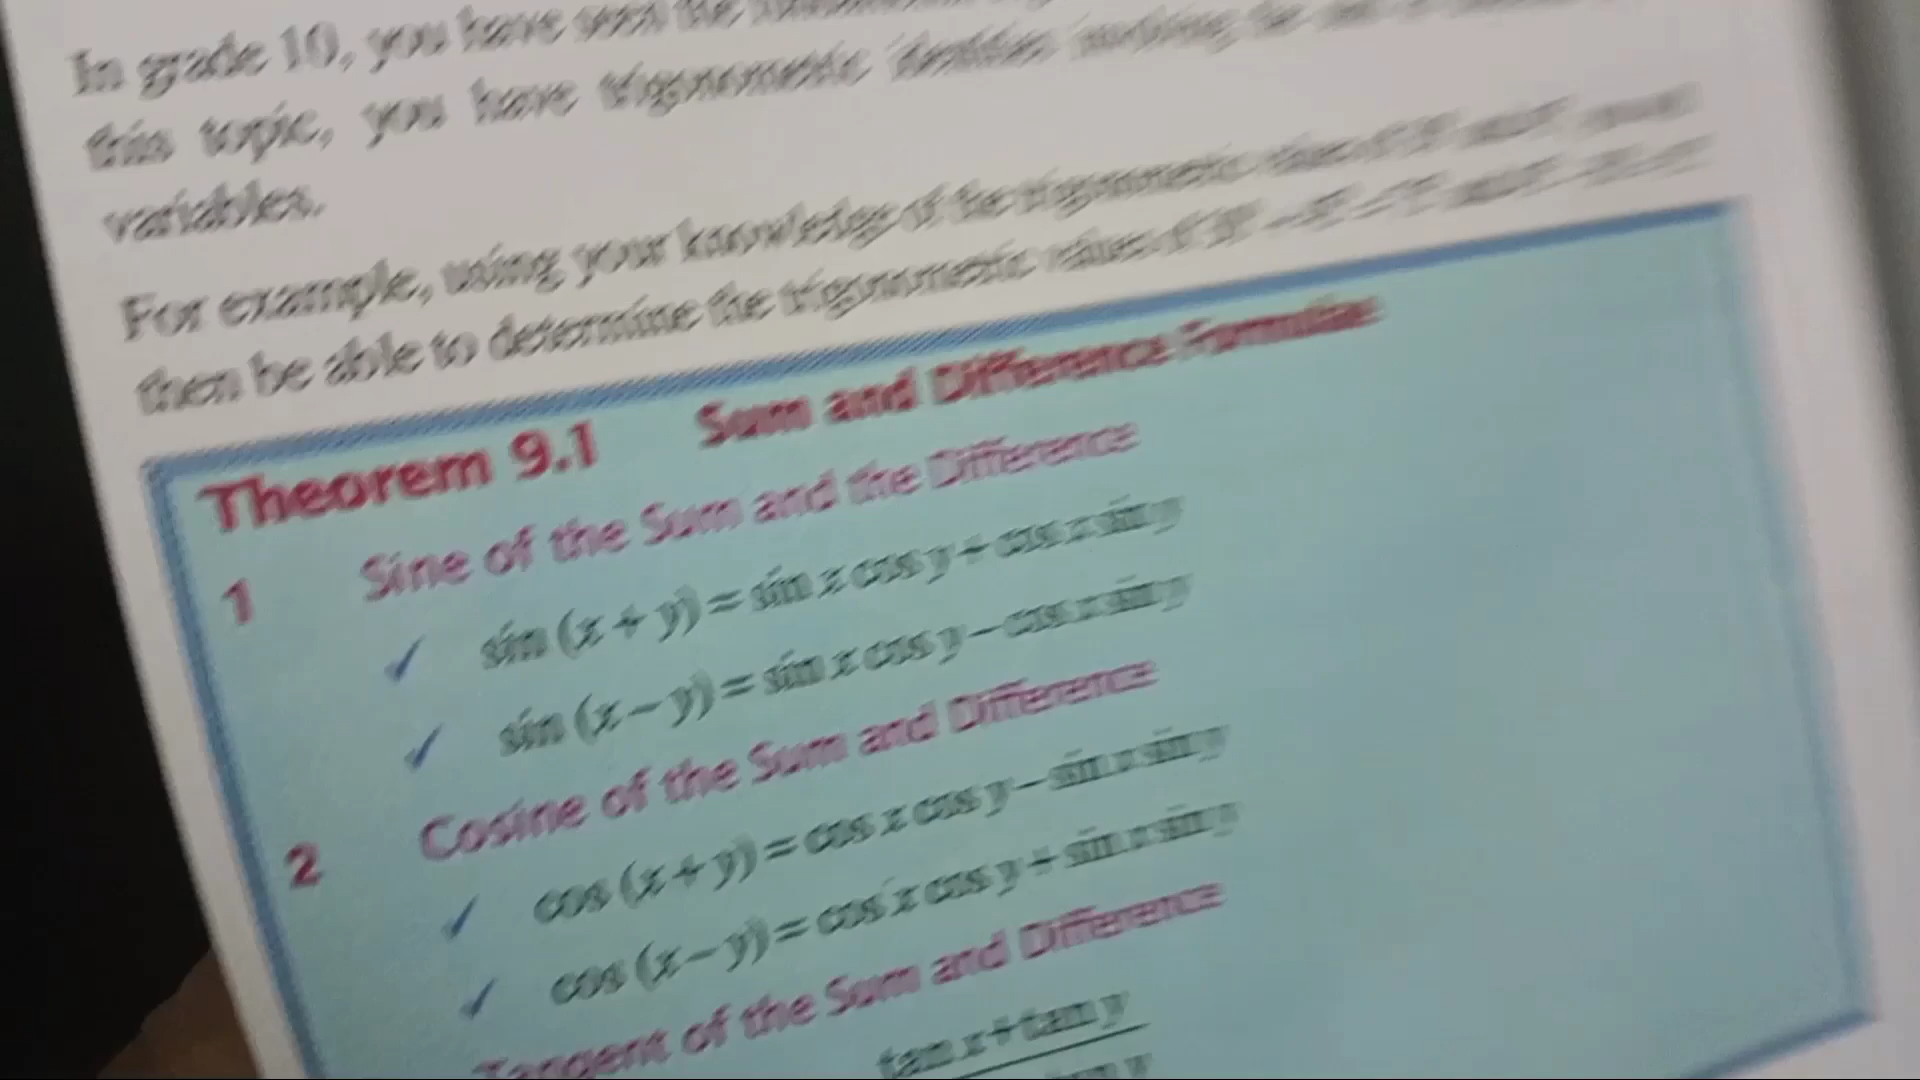 In grade 10, you have seen the
this topic, you have trigonometric identities involving the
variables.
For example, using your knowledge of the trigonometric values of
then be able to determine the trigonometric values of
Theorem 9.1 Sum and Difference Formulae
1 Sine of the Sum and the Difference
✓ sin (x + y) = sin x cos y + cos x sin y
✓ sin (x − y) = sin x cos y − cos x sin y
2 Cosine of the Sum and Difference
✓ cos (x + y) = cos x cos y − sin x sin y
✓ cos (x − y) = cos x cos y + sin x sin y
Tangent of the Sum and Difference
tan x + tan y